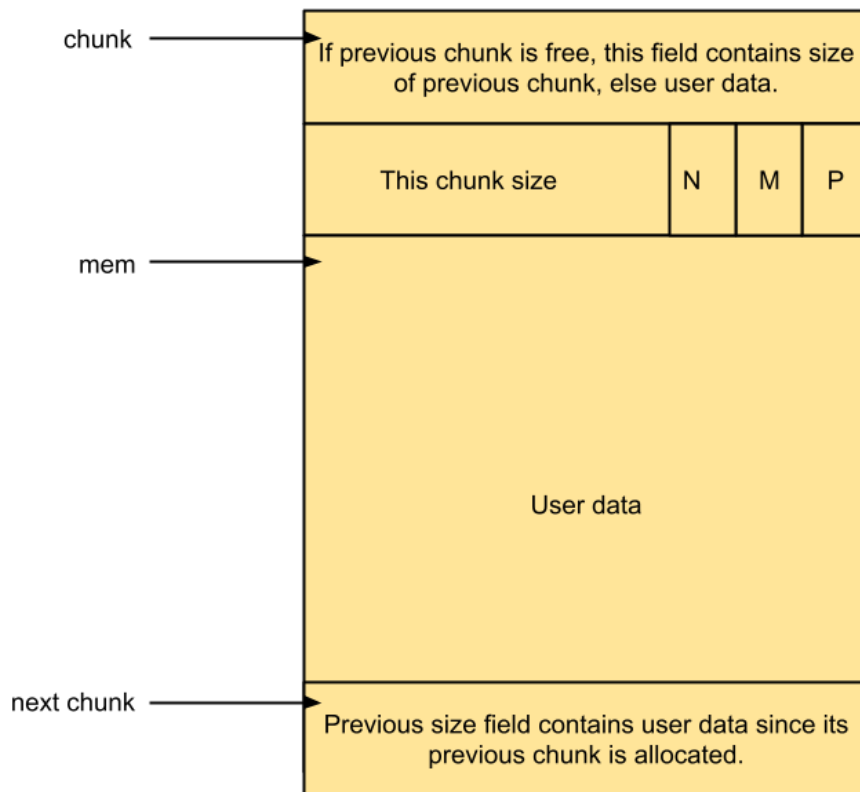 chunk
If previous chunk is free, this field contains size
of previous chunk, else user data.
This chunk size
N
M
P
mem
User data
next chunk
Previous size field contains user data since its
previous chunk is allocated.